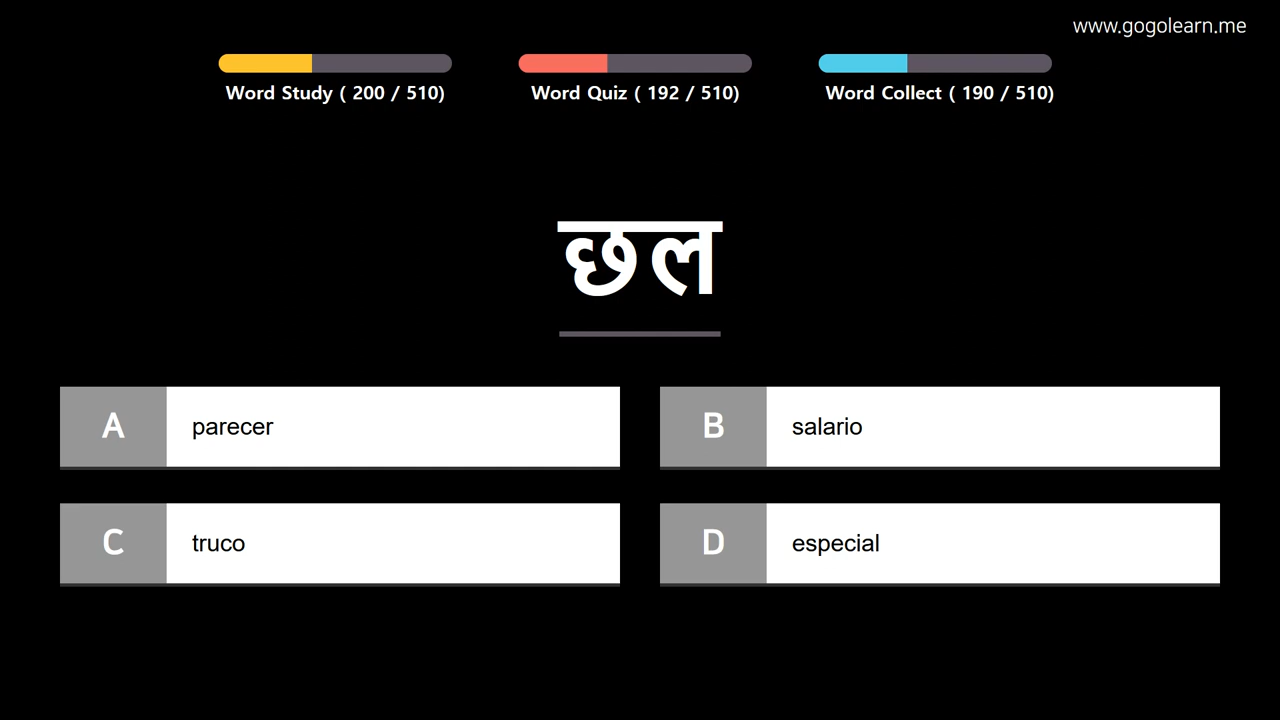 www.gogolearn.me
Word Study ( 200 / 510)
Word Quiz ( 192 / 510)
Word Collect ( 190 / 510)
छल
A parecer
B salario
C truco
D especial